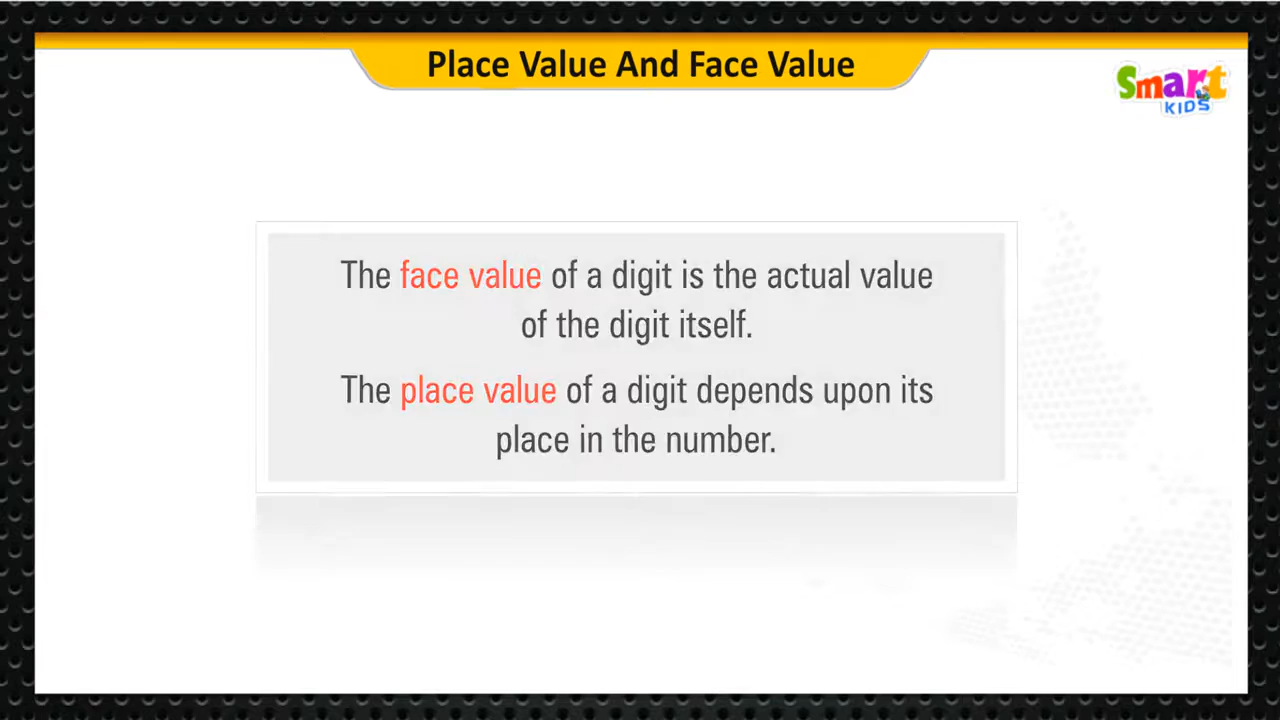 Place Value And Face Value
Smart
KIDS
The face value of a digit is the actual value
of the digit itself.
The place value of a digit depends upon its
place in the number.